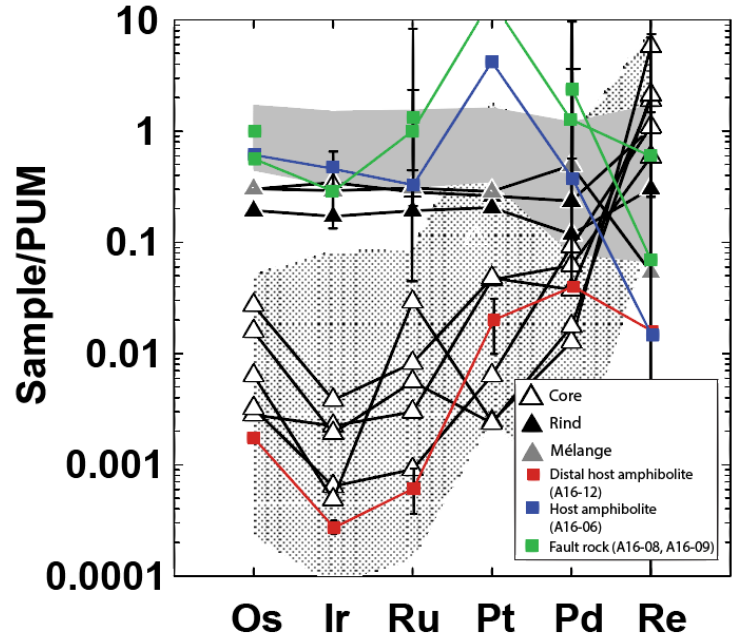 10
1
0.1
0.01
0.001
0.0001
Sample/PUM
Os Ir Ru Pt Pd Re
Core
Rind
Mélange
Distal host amphibolite
(A16-12)
Host amphibolite
(A16-06)
Fault rock (A16-08, A16-09)